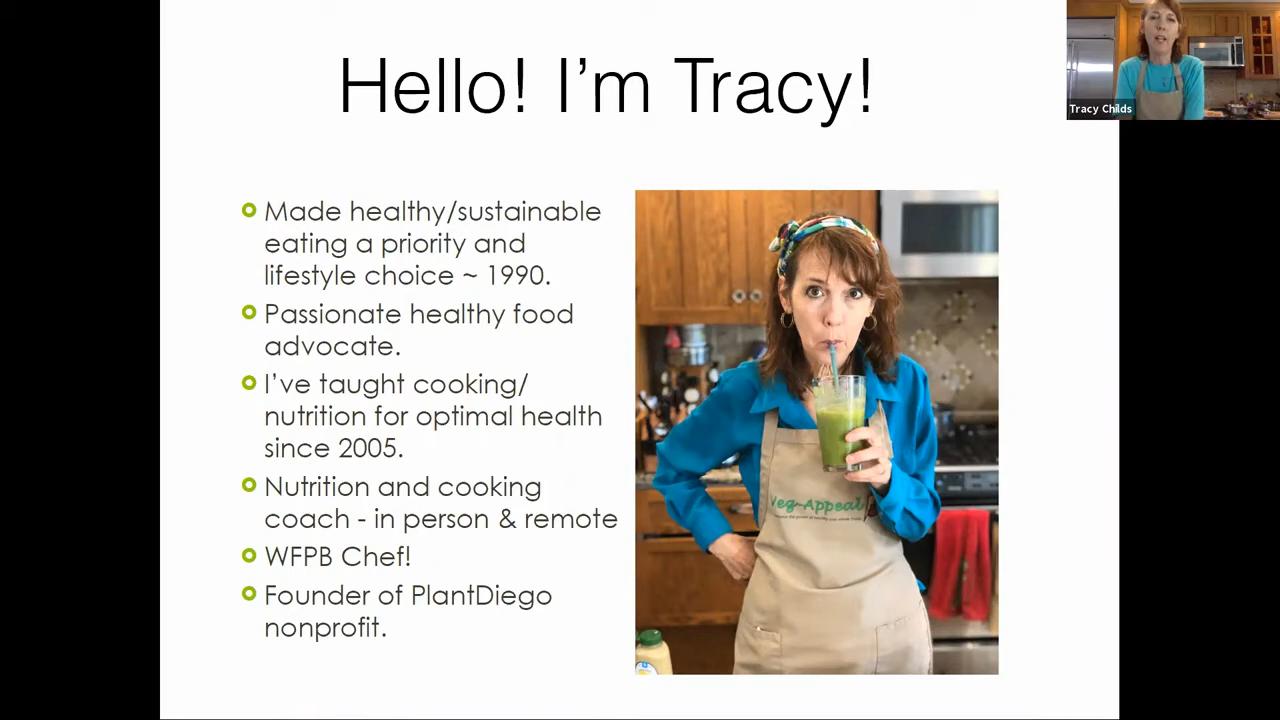 Hello! I'm Tracy!
Tracy Childs
Made healthy/sustainable
eating a priority and
lifestyle choice ~ 1990.
Passionate healthy food
advocate.
I've taught cooking/
nutrition for optimal health
since 2005.
Nutrition and cooking
coach - in person & remote
WFPB Chef!
Founder of PlantDiego
nonprofit.
Veg-Appeal